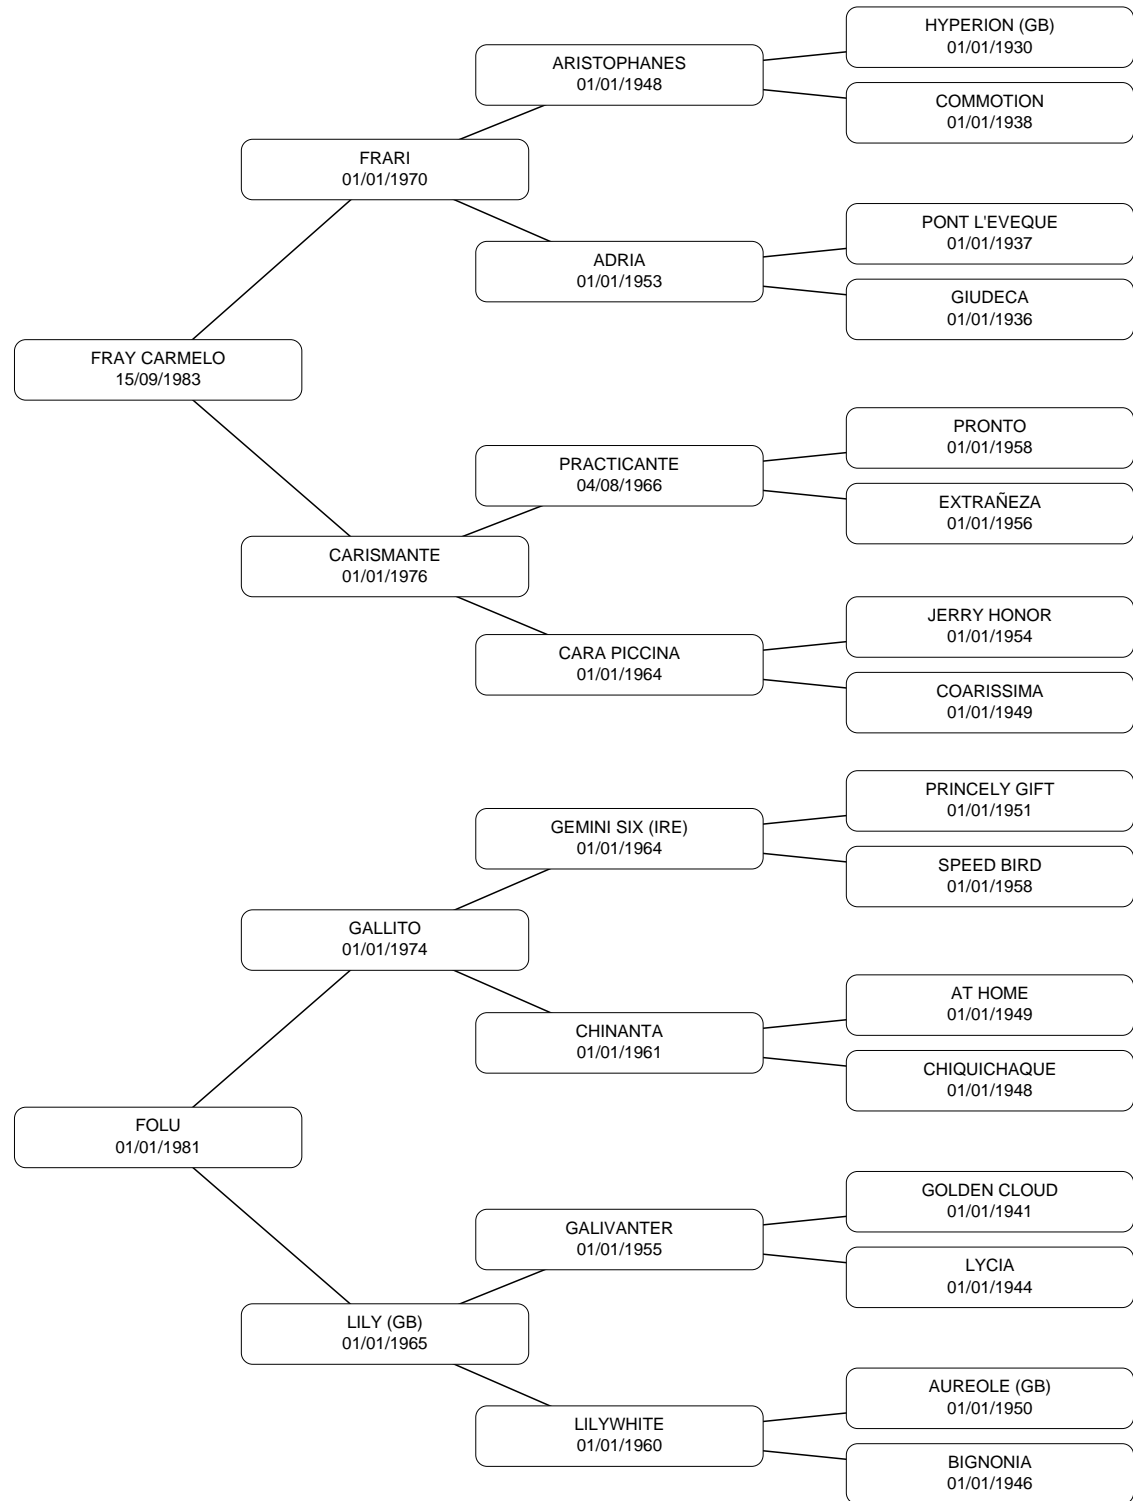 HYPERION (GB)
01/01/1930
ARISTOPHANES
01/01/1948
COMMOTION
01/01/1938
FRARI
01/01/1970
PONT L'EVEQUE
01/01/1937
ADRIA
01/01/1953
GIUDECA
01/01/1936
FRAY CARMELO
15/09/1983
PRONTO
01/01/1958
PRACTICANTE
04/08/1966
EXTRAÑEZA
01/01/1956
CARISMANTE
01/01/1976
JERRY HONOR
01/01/1954
CARA PICCINA
01/01/1964
COARISSIMA
01/01/1949
PRINCELY GIFT
01/01/1951
GEMINI SIX (IRE)
01/01/1964
SPEED BIRD
01/01/1958
GALLITO
01/01/1974
AT HOME
01/01/1949
CHINANTA
01/01/1961
CHIQUICHAQUE
01/01/1948
FOLU
01/01/1981
GOLDEN CLOUD
01/01/1941
GALIVANTER
01/01/1955
LYCIA
01/01/1944
LILY (GB)
01/01/1965
AUREOLE (GB)
01/01/1950
LILYWHITE
01/01/1960
BIGNONIA
01/01/1946